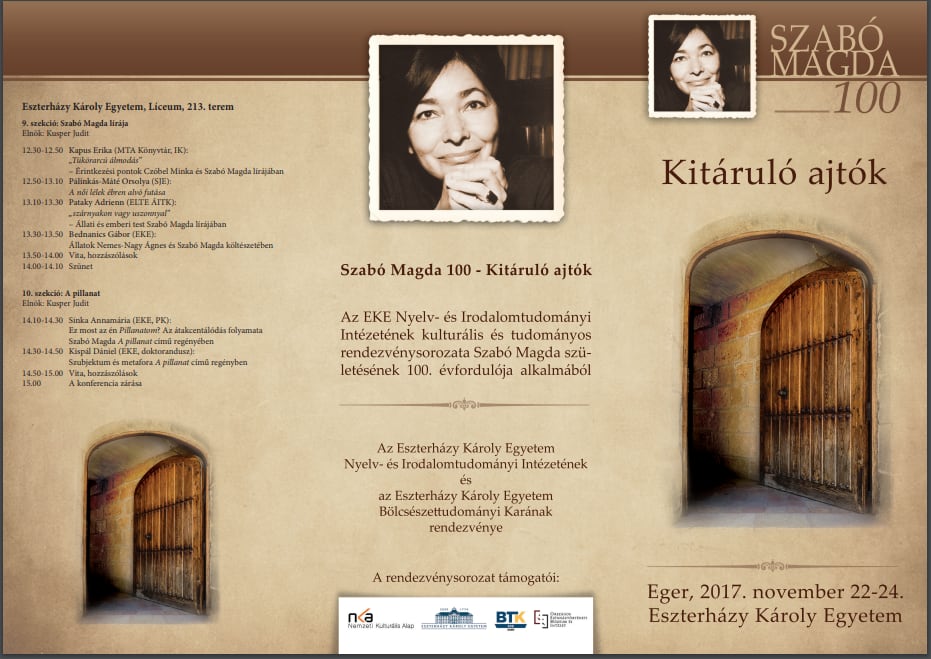 Eszterházy Károly Egyetem, Líceum, 213. terem
9. szekció: Szabó Magda lírája
Elnök: Kusper Judit
12.30-12.50 Kapus Erika (MTA Könyvtár, IK):
„Tükörarcú álmodás”
– Érintkezési pontok Czóbel Minka és Szabó Magda lírájában
12.50-13.10 Pálinkás-Máté Orsolya (SJE):
A női lélek ébren alvó futása
13.10-13.30 Pataky Adrienn (ELTE ÁITK):
„szárnyakon vagy uszonnyal”
– Állati és emberi test Szabó Magda lírájában
13.30-13.50 Bednanics Gábor (EKE):
Állatok Nemes-Nagy Ágnes és Szabó Magda költészetében
13.50-14.00 Vita, hozzászólások
14.00-14.10 Szünet
10. szekció: A pillanat
Elnök: Kusper Judit
14.10-14.30 Sinka Annamária (EKE, PK):
Ez most az én Pillanatom? Az átakcentálódás folyamata
Szabó Magda A pillanat című regényében
14.30-14.50 Kispál Dániel (EKE, doktorandusz):
Szubjektum és metafora A pillanat című regényben
14.50-15.00 Vita, hozzászólások
15.00 A konferencia zárása
Szabó Magda 100 - Kitáruló ajtók
Az EKE Nyelv- és Irodalomtudományi
Intézetének kulturális és tudományos
rendezvénysorozata Szabó Magda szü-
letésének 100. évfordulója alkalmából
Az Eszterházy Károly Egyetem
Nyelv- és Irodalomtudományi Intézetének
és
az Eszterházy Károly Egyetem
Bölcsészettudományi Karának
rendezvénye
A rendezvénysorozat támogatói:
nka
Nemzeti Kulturális Alap
ESZTERHÁZY KÁROLY EGYETEM
BTK
SZABÓ
MAGDA
100
Kitáruló ajtók
Eger, 2017. november 22-24.
Eszterházy Károly Egyetem